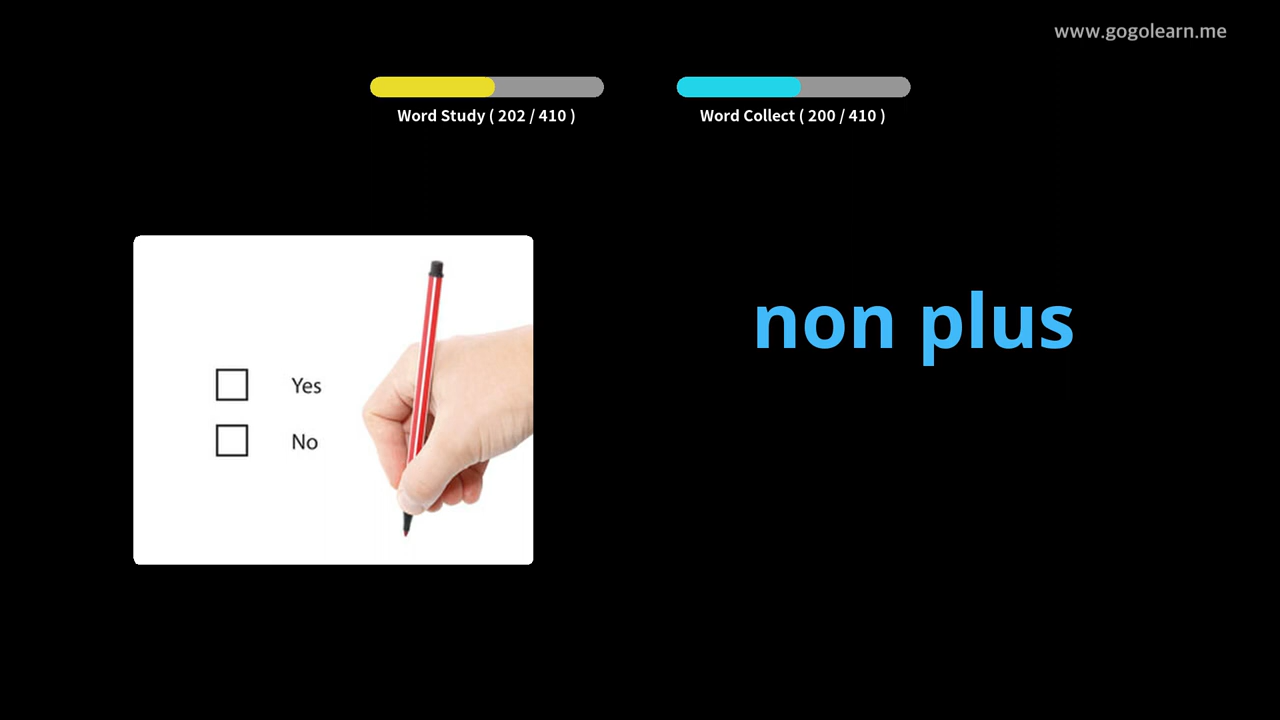 www.gogolearn.me
Word Study ( 202 / 410 )
Word Collect ( 200 / 410 )
non plus
Yes
No